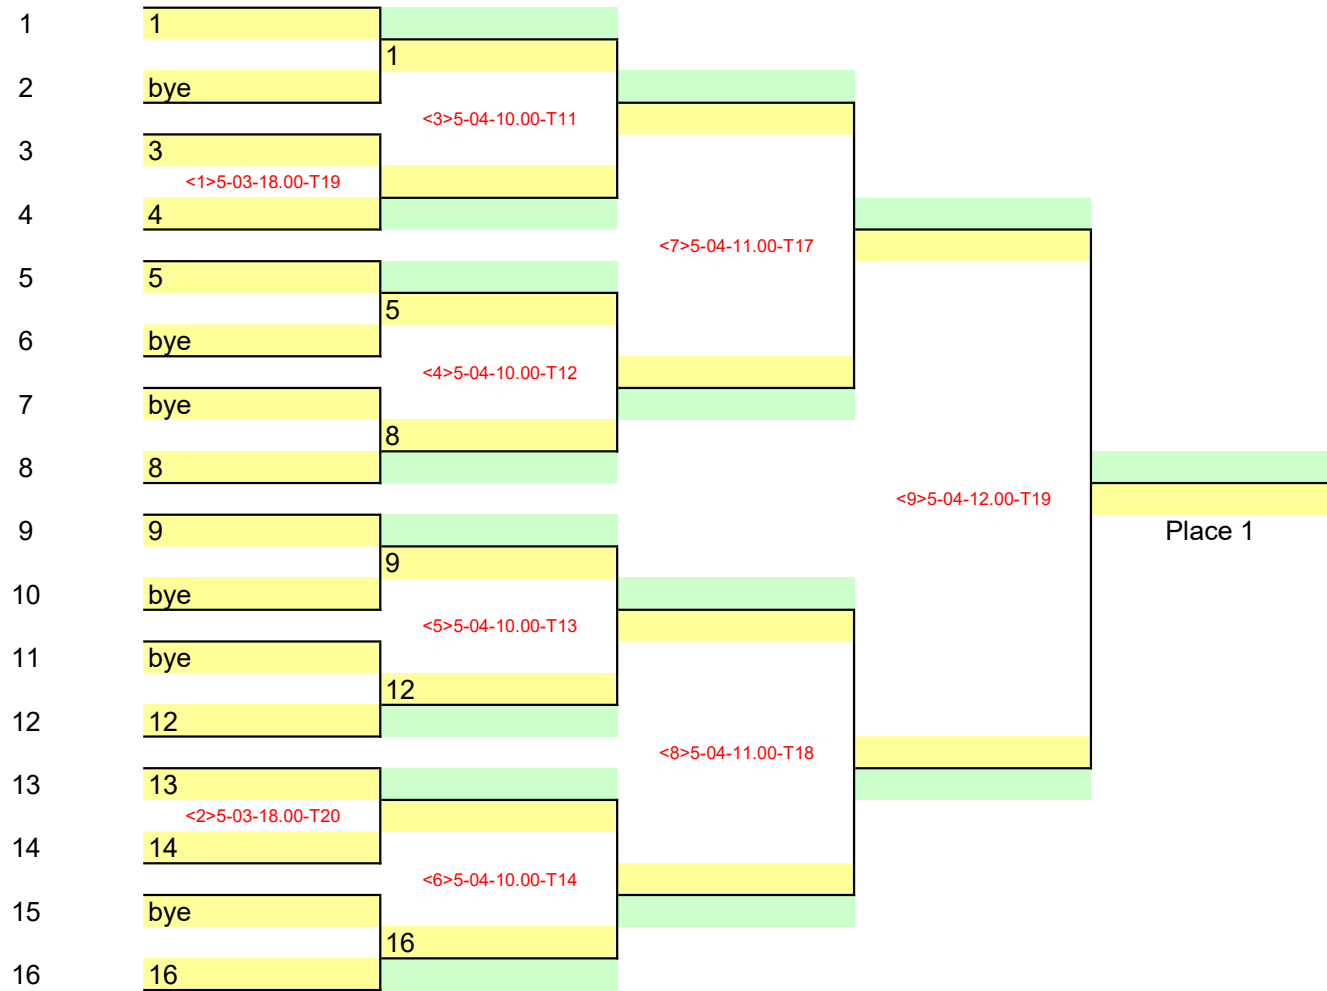 1 1
1
2 bye
<3>5-04-10.00-T11
3 3
<1>5-03-18.00-T19
4 4
<7>5-04-11.00-T17
5 5
5
6 bye
<4>5-04-10.00-T12
7 bye
8
8 8
<9>5-04-12.00-T19
9 9
Place 1
9
10 bye
<5>5-04-10.00-T13
11 bye
12
12 12
<8>5-04-11.00-T18
13 13
<2>5-03-18.00-T20
14 14
<6>5-04-10.00-T14
15 bye
16
16 16